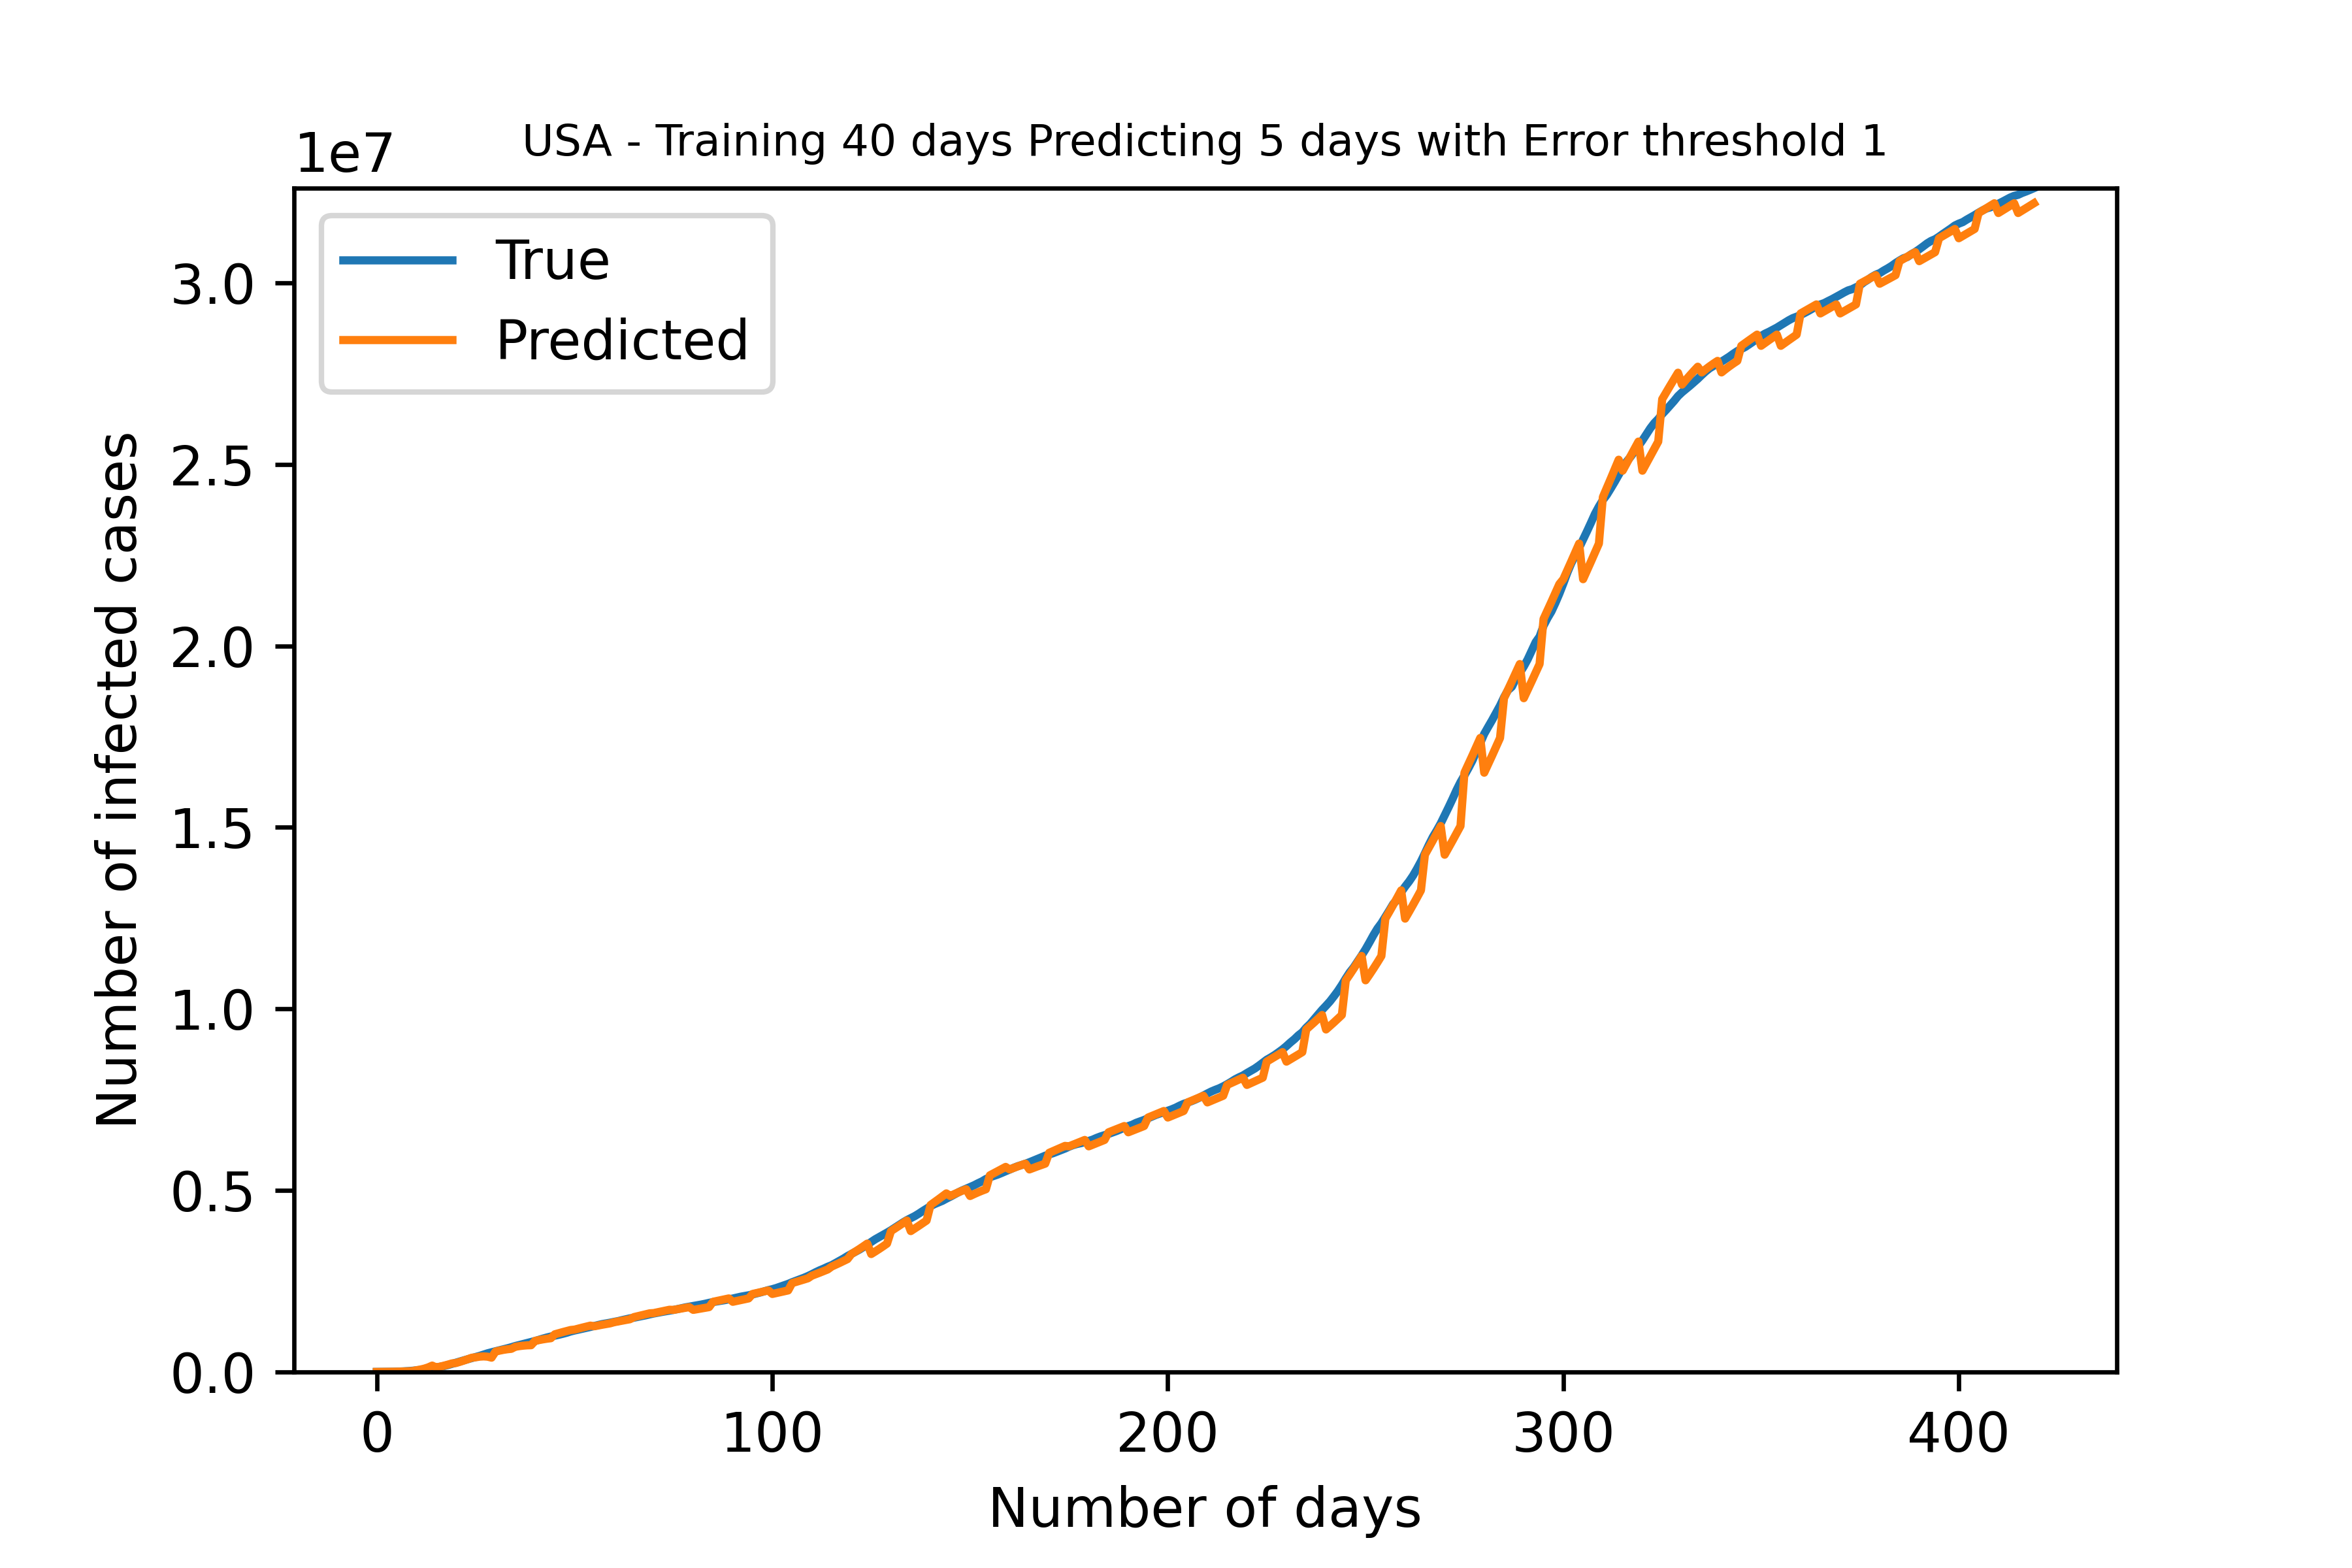 USA - Training 40 days Predicting 5 days with Error threshold 1
1e7
True
Predicted
3.0
2.5
2.0
1.5
1.0
0.5
0.0
Number of infected cases
0 100 200 300 400
Number of days